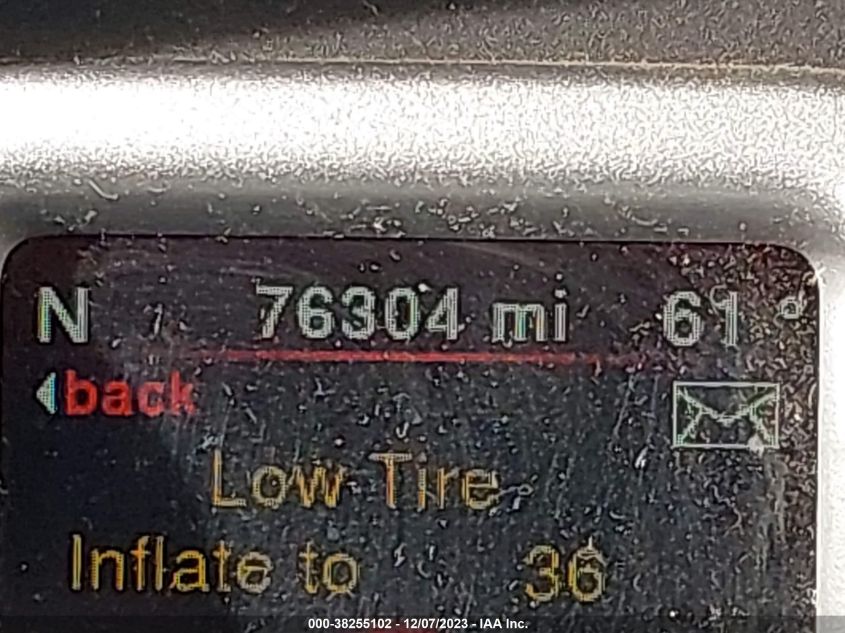 N 76304 mi 61°
back
Low Tire
Inflate to 36
000-38255102 - 12/07/2023 - IAA Inc.